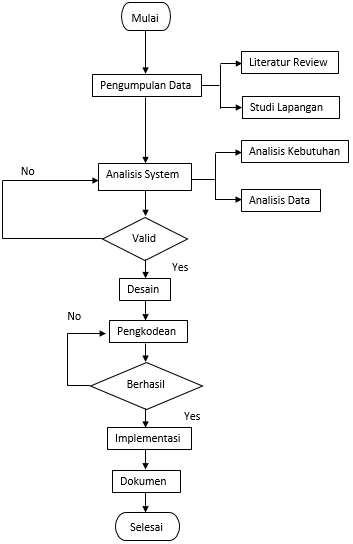 Mulai
Literatur Review
Pengumpulan Data
Studi Lapangan
Analisis Kebutuhan
No
Analisis System
Analisis Data
Valid
Yes
Desain
No
Pengkodean
Berhasil
Yes
Implementasi
Dokumen
Selesai